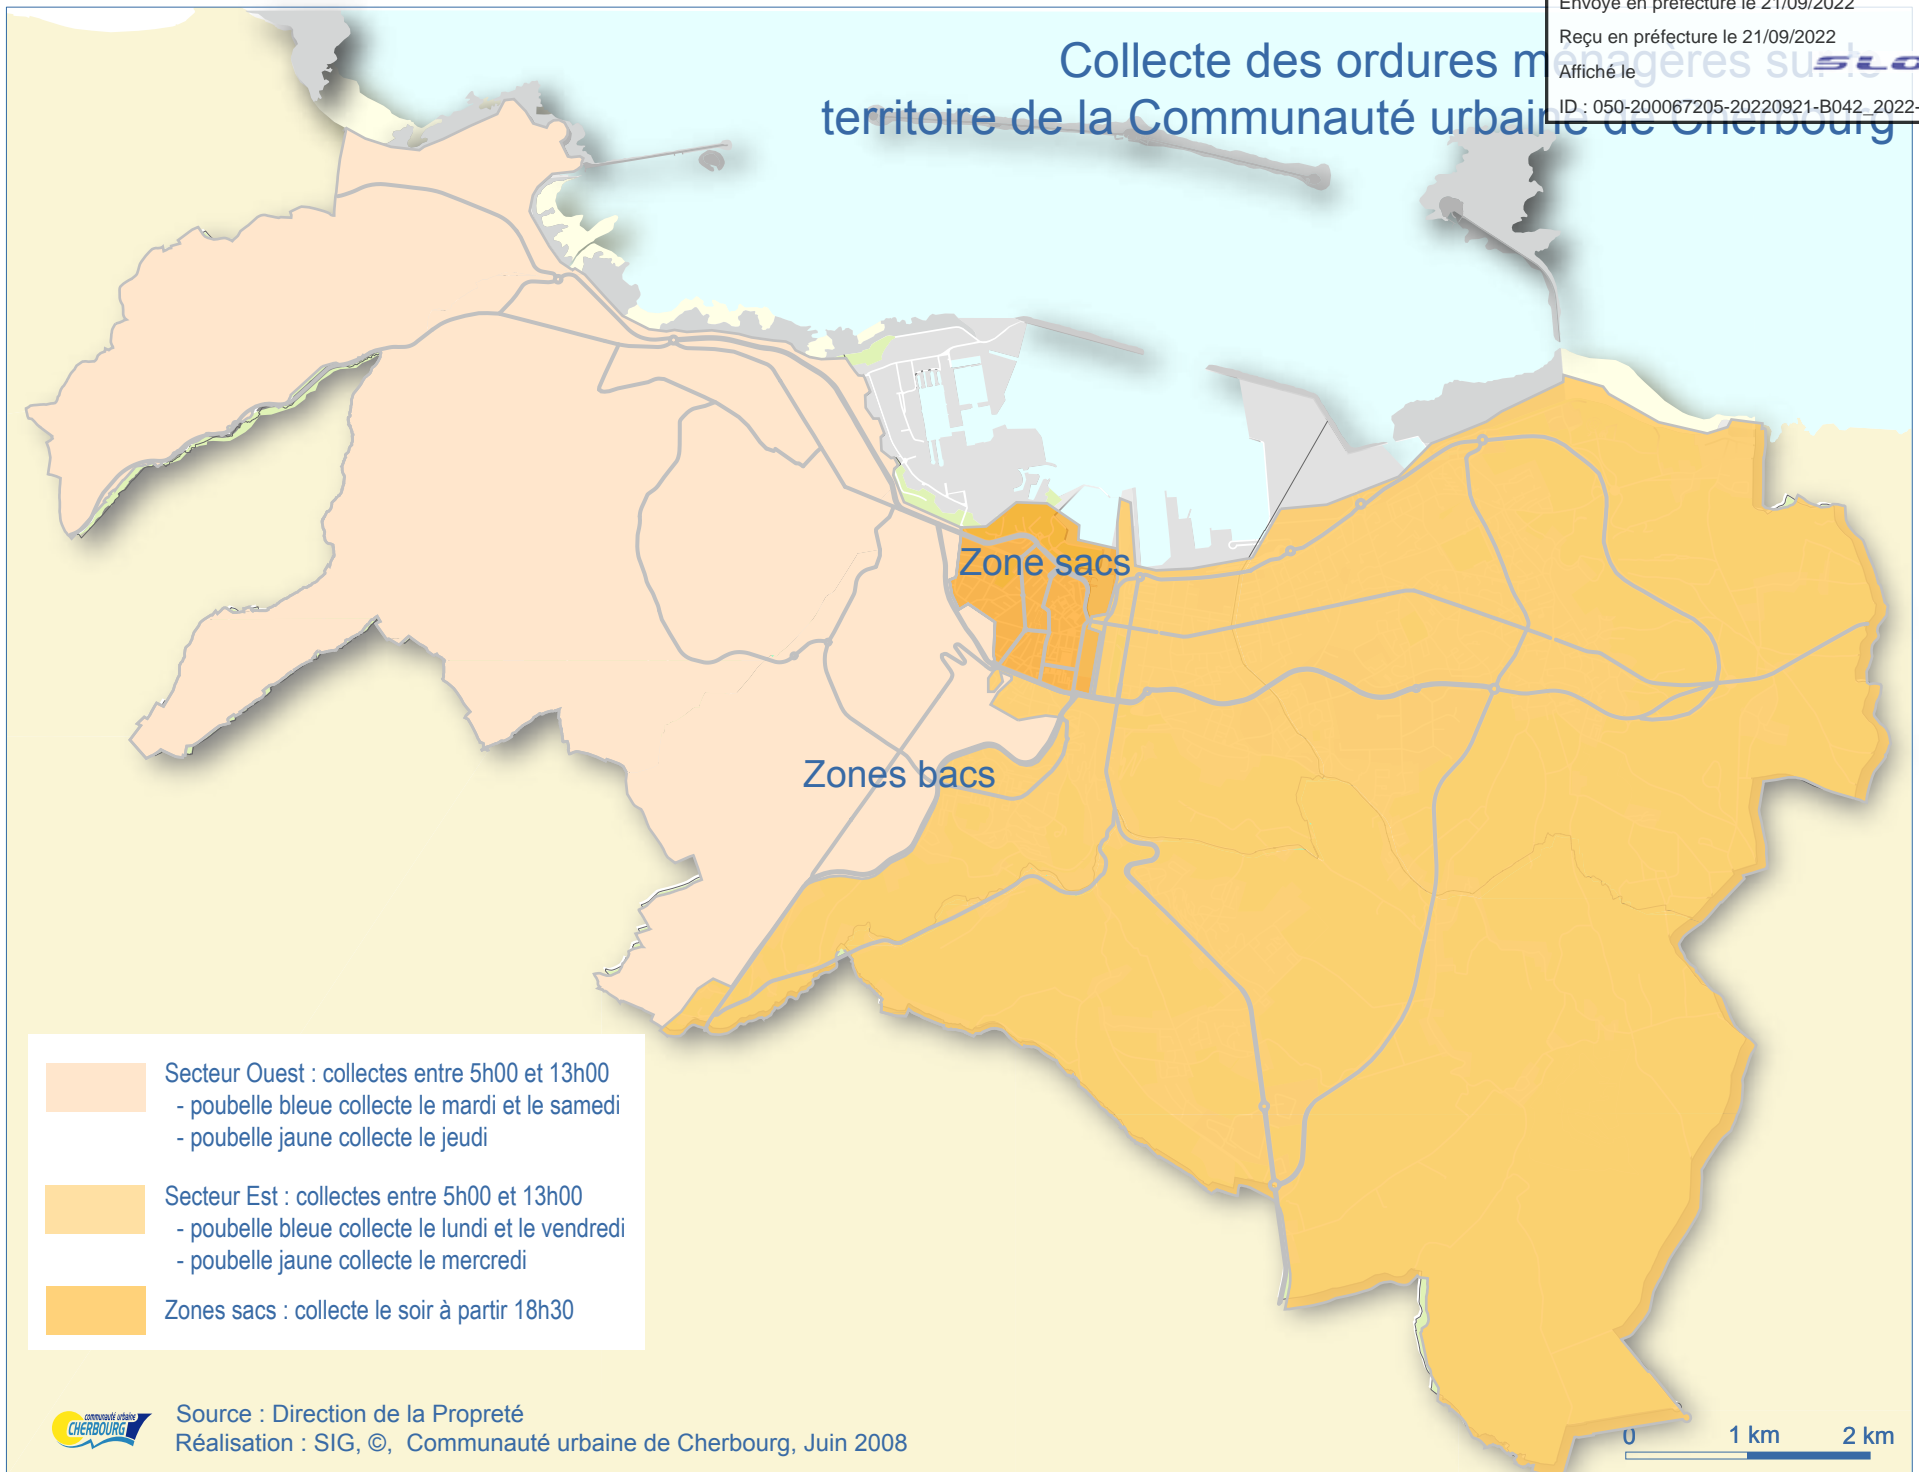 Envoyé en préfecture le 21/09/2022
Reçu en préfecture le 21/09/2022
Affiché le
ID : 050-200067205-20220921-B042_2022-
Collecte des ordures ménagères sur le
territoire de la Communauté urbaine de Cherbourg
Zone sacs
Zones bacs
Secteur Ouest : collectes entre 5h00 et 13h00
- poubelle bleue collecte le mardi et le samedi
- poubelle jaune collecte le jeudi
Secteur Est : collectes entre 5h00 et 13h00
- poubelle bleue collecte le lundi et le vendredi
- poubelle jaune collecte le mercredi
Zones sacs : collecte le soir à partir 18h30
communauté urbaine
CHERBOURG
Source : Direction de la Propreté
Réalisation : SIG, ©, Communauté urbaine de Cherbourg, Juin 2008
0 1 km 2 km